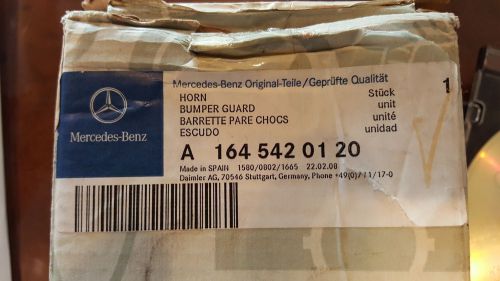 Mercedes-Benz
Mercedes-Benz Original-Teile/Geprüfte Qualität
HORN Stück 1
BUMPER GUARD unit
BARRETTE PARE CHOCS unité
ESCUDO unidad
A 164 542 01 20
Made in SPAIN 1580/0802/1665 22.02.08
Daimler AG, 70546 Stuttgart, Germany, Phone +49(0)7/1/17-0